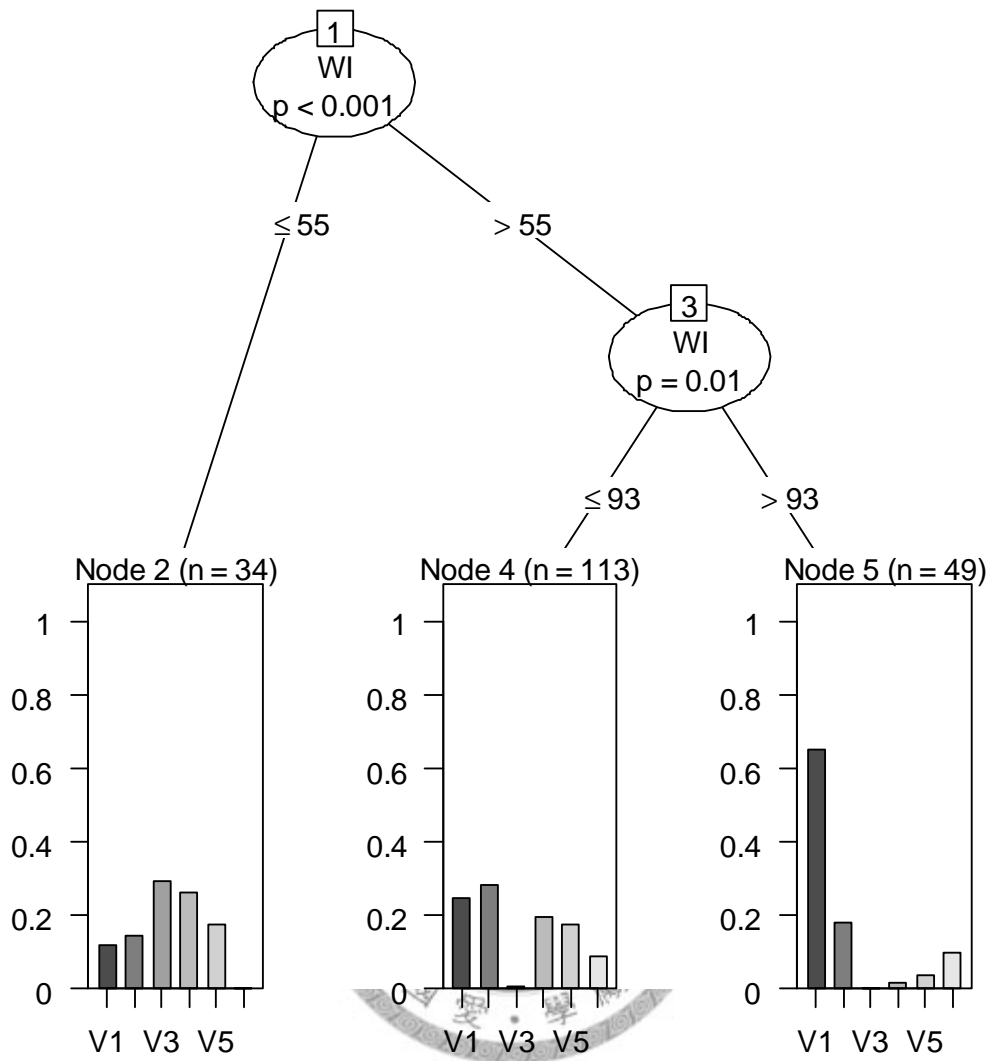 1
WI
p < 0.001
≤ 55
> 55
3
WI
p = 0.01
≤ 93
> 93
Node 2 (n = 34)
1
0.8
0.6
0.4
0.2
0
V1 V3 V5
Node 4 (n = 113)
1
0.8
0.6
0.4
0.2
0
V1 V3 V5
Node 5 (n = 49)
1
0.8
0.6
0.4
0.2
0
V1 V3 V5
愛 · 學